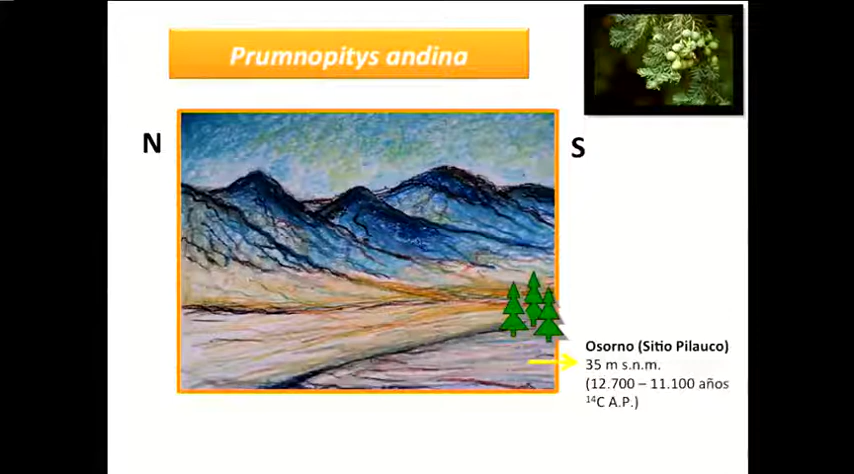 Prumnopitys andina
N
S
Osorno (Sitio Pilauco)
35 m s.n.m.
(12.700 – 11.100 años
¹⁴C A.P.)